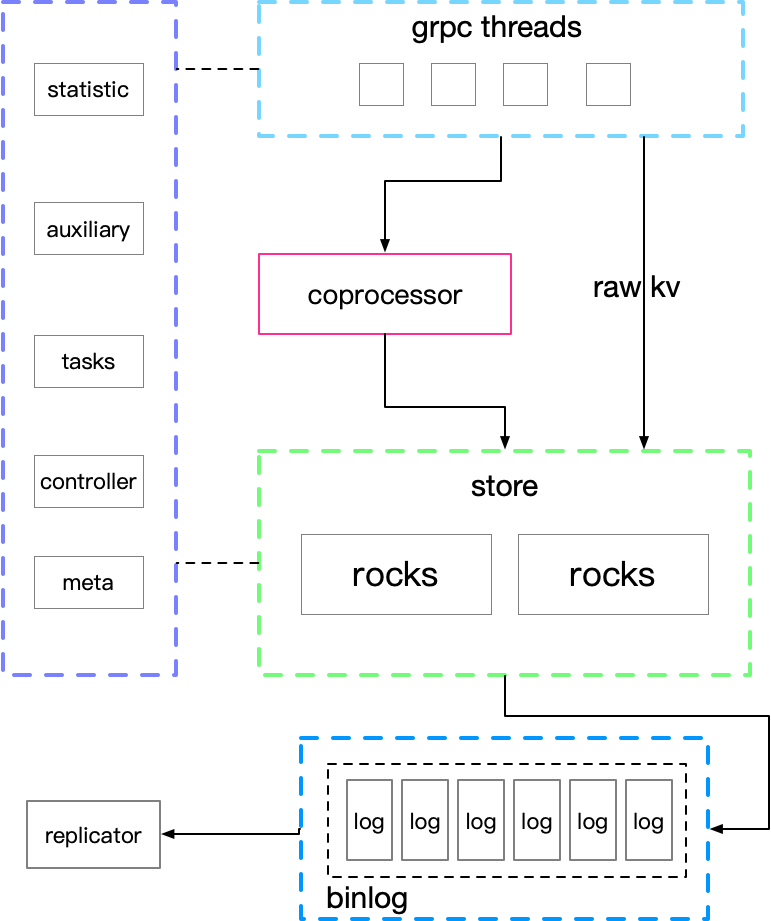 grpc threads
statistic
auxiliary
tasks
controller
meta
coprocessor
raw kv
store
rocks
rocks
log
log
log
log
log
log
binlog
replicator